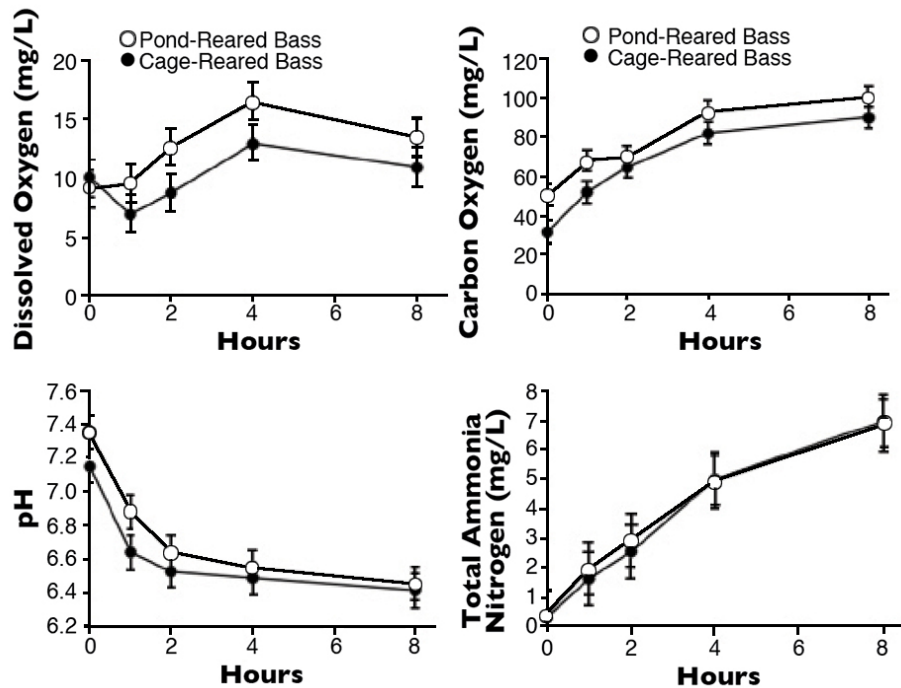 Pond-Reared Bass
Cage-Reared Bass
Dissolved Oxygen (mg/L)
20
15
10
5
0
0 2 4 6 8
Hours
Pond-Reared Bass
Cage-Reared Bass
Carbon Oxygen (mg/L)
120
100
80
60
40
20
0
0 2 4 6 8
Hours
pH
7.6
7.4
7.2
7.0
6.8
6.6
6.4
6.2
0 2 4 6 8
Hours
Total Ammonia
Nitrogen (mg/L)
8
7
6
5
4
3
2
1
0
0 2 4 6 8
Hours